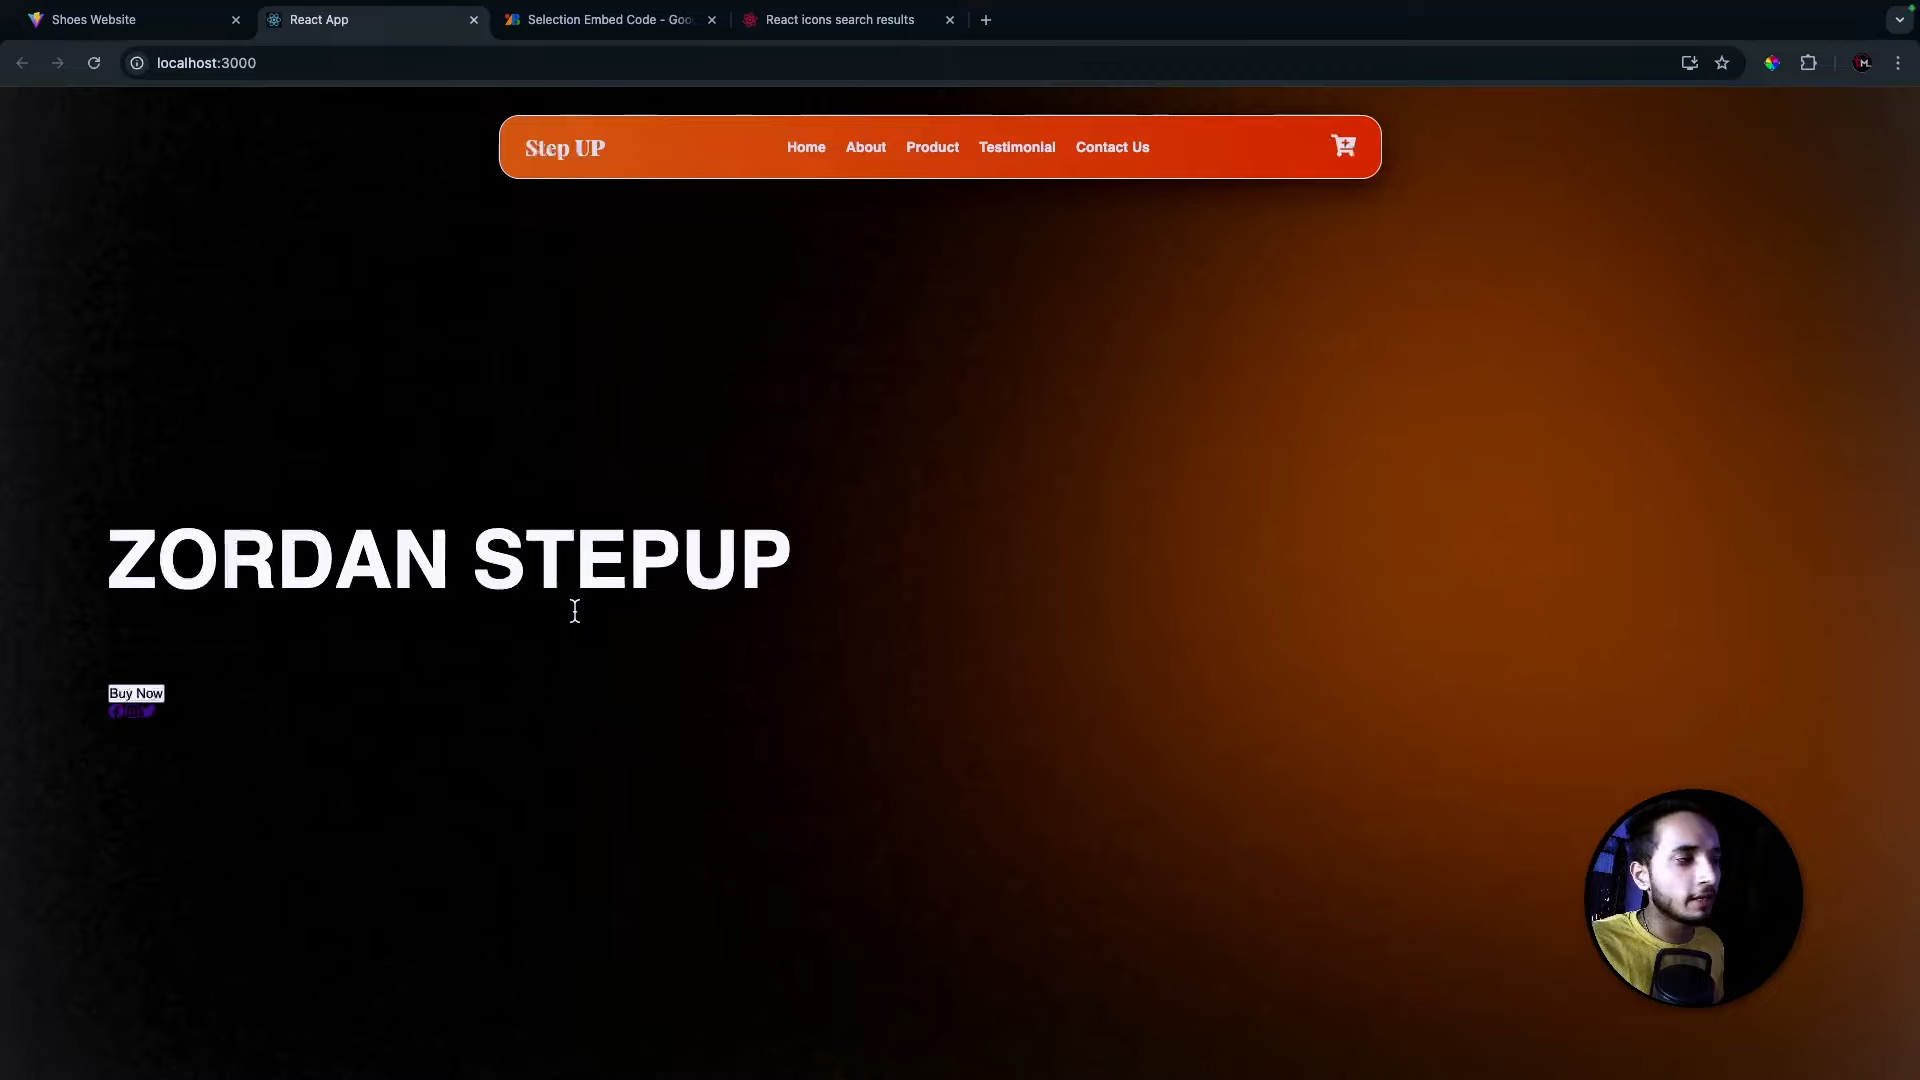 Shoes Website
React App
Selection Embed Code - Goo
React icons search results
localhost:3000
Step UP
Home
About
Product
Testimonial
Contact Us
ZORDAN STEPUP
Buy Now